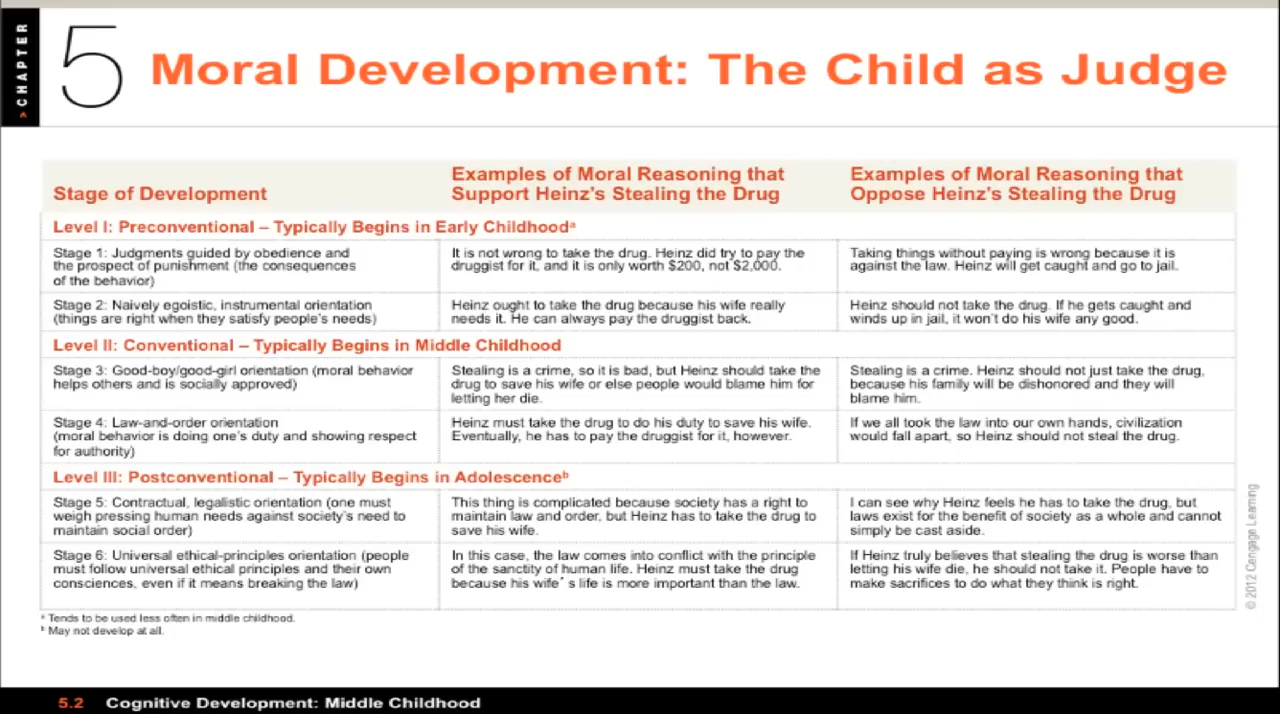 CHAPTER
5
Moral Development: The Child as Judge
Stage of Development
Examples of Moral Reasoning that
Support Heinz's Stealing the Drug
Examples of Moral Reasoning that
Oppose Heinz's Stealing the Drug
Level I: Preconventional – Typically Begins in Early Childhoodᵃ
Stage 1: Judgments guided by obedience and
the prospect of punishment (the consequences
of the behavior)
It is not wrong to take the drug. Heinz did try to pay the
druggist for it, and it is only worth $200, not $2,000.
Taking things without paying is wrong because it is
against the law. Heinz will get caught and go to jail.
Stage 2: Naively egoistic, instrumental orientation
(things are right when they satisfy people's needs)
Heinz ought to take the drug because his wife really
needs it. He can always pay the druggist back.
Heinz should not take the drug. If he gets caught and
winds up in jail, it won't do his wife any good.
Level II: Conventional – Typically Begins in Middle Childhood
Stage 3: Good-boy/good-girl orientation (moral behavior
helps others and is socially approved)
Stealing is a crime, so it is bad, but Heinz should take the
drug to save his wife or else people would blame him for
letting her die.
Stealing is a crime. Heinz should not just take the drug,
because his family will be dishonored and they will
blame him.
Stage 4: Law-and-order orientation
(moral behavior is doing one's duty and showing respect
for authority)
Heinz must take the drug to do his duty to save his wife.
Eventually, he has to pay the druggist for it, however.
If we all took the law into our own hands, civilization
would fall apart, so Heinz should not steal the drug.
Level III: Postconventional – Typically Begins in Adolescenceᵇ
Stage 5: Contractual, legalistic orientation (one must
weigh pressing human needs against society's need to
maintain social order)
This thing is complicated because society has a right to
maintain law and order, but Heinz has to take the drug to
save his wife.
I can see why Heinz feels he has to take the drug, but
laws exist for the benefit of society as a whole and cannot
simply be cast aside.
Stage 6: Universal ethical-principles orientation (people
must follow universal ethical principles and their own
consciences, even if it means breaking the law)
In this case, the law comes into conflict with the principle
of the sanctity of human life. Heinz must take the drug
because his wife´s life is more important than the law.
If Heinz truly believes that stealing the drug is worse than
letting his wife die, he should not take it. People have to
make sacrifices to do what they think is right.
ᵃ Tends to be used less often in middle childhood.
ᵇ May not develop at all.
© 2012 Cengage Learning
5.2 Cognitive Development: Middle Childhood